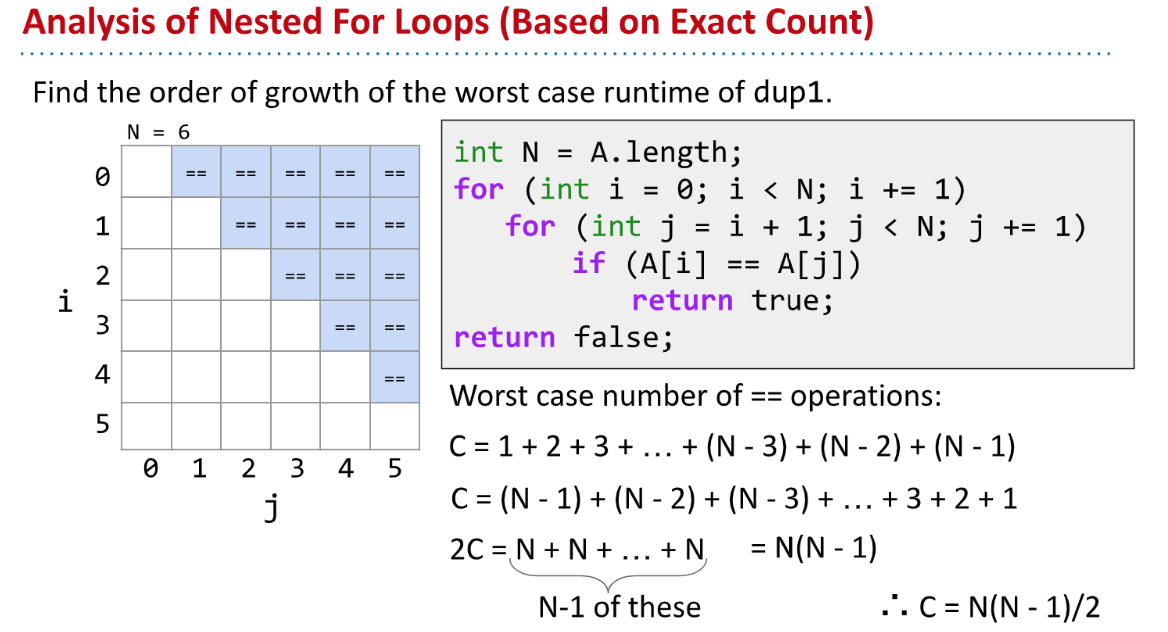 Analysis of Nested For Loops (Based on Exact Count)
Find the order of growth of the worst case runtime of dup1.
N = 6
0 == == == == ==
1 == == == ==
2 == == ==
i
3 == ==
4 ==
5
0 1 2 3 4 5
j
int N = A.length;
for (int i = 0; i < N; i += 1)
for (int j = i + 1; j < N; j += 1)
if (A[i] == A[j])
return true;
return false;
Worst case number of == operations:
C = 1 + 2 + 3 + … + (N - 3) + (N - 2) + (N - 1)
C = (N - 1) + (N - 2) + (N - 3) + … + 3 + 2 + 1
2C = N + N + … + N = N(N - 1)
N-1 of these
∴ C = N(N - 1)/2